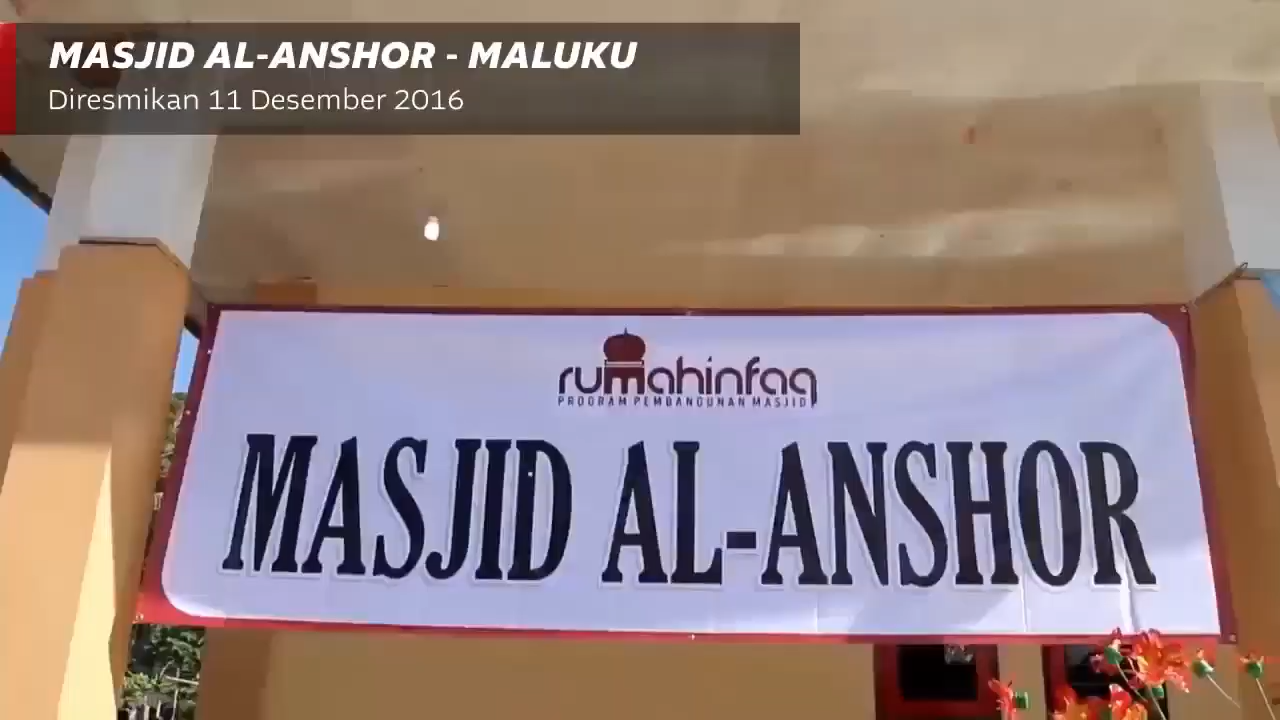 MASJID AL-ANSHOR - MALUKU
Diresmikan 11 Desember 2016
rumahinfaq
PROGRAM PEMBANGUNAN MASJID
MASJID AL-ANSHOR